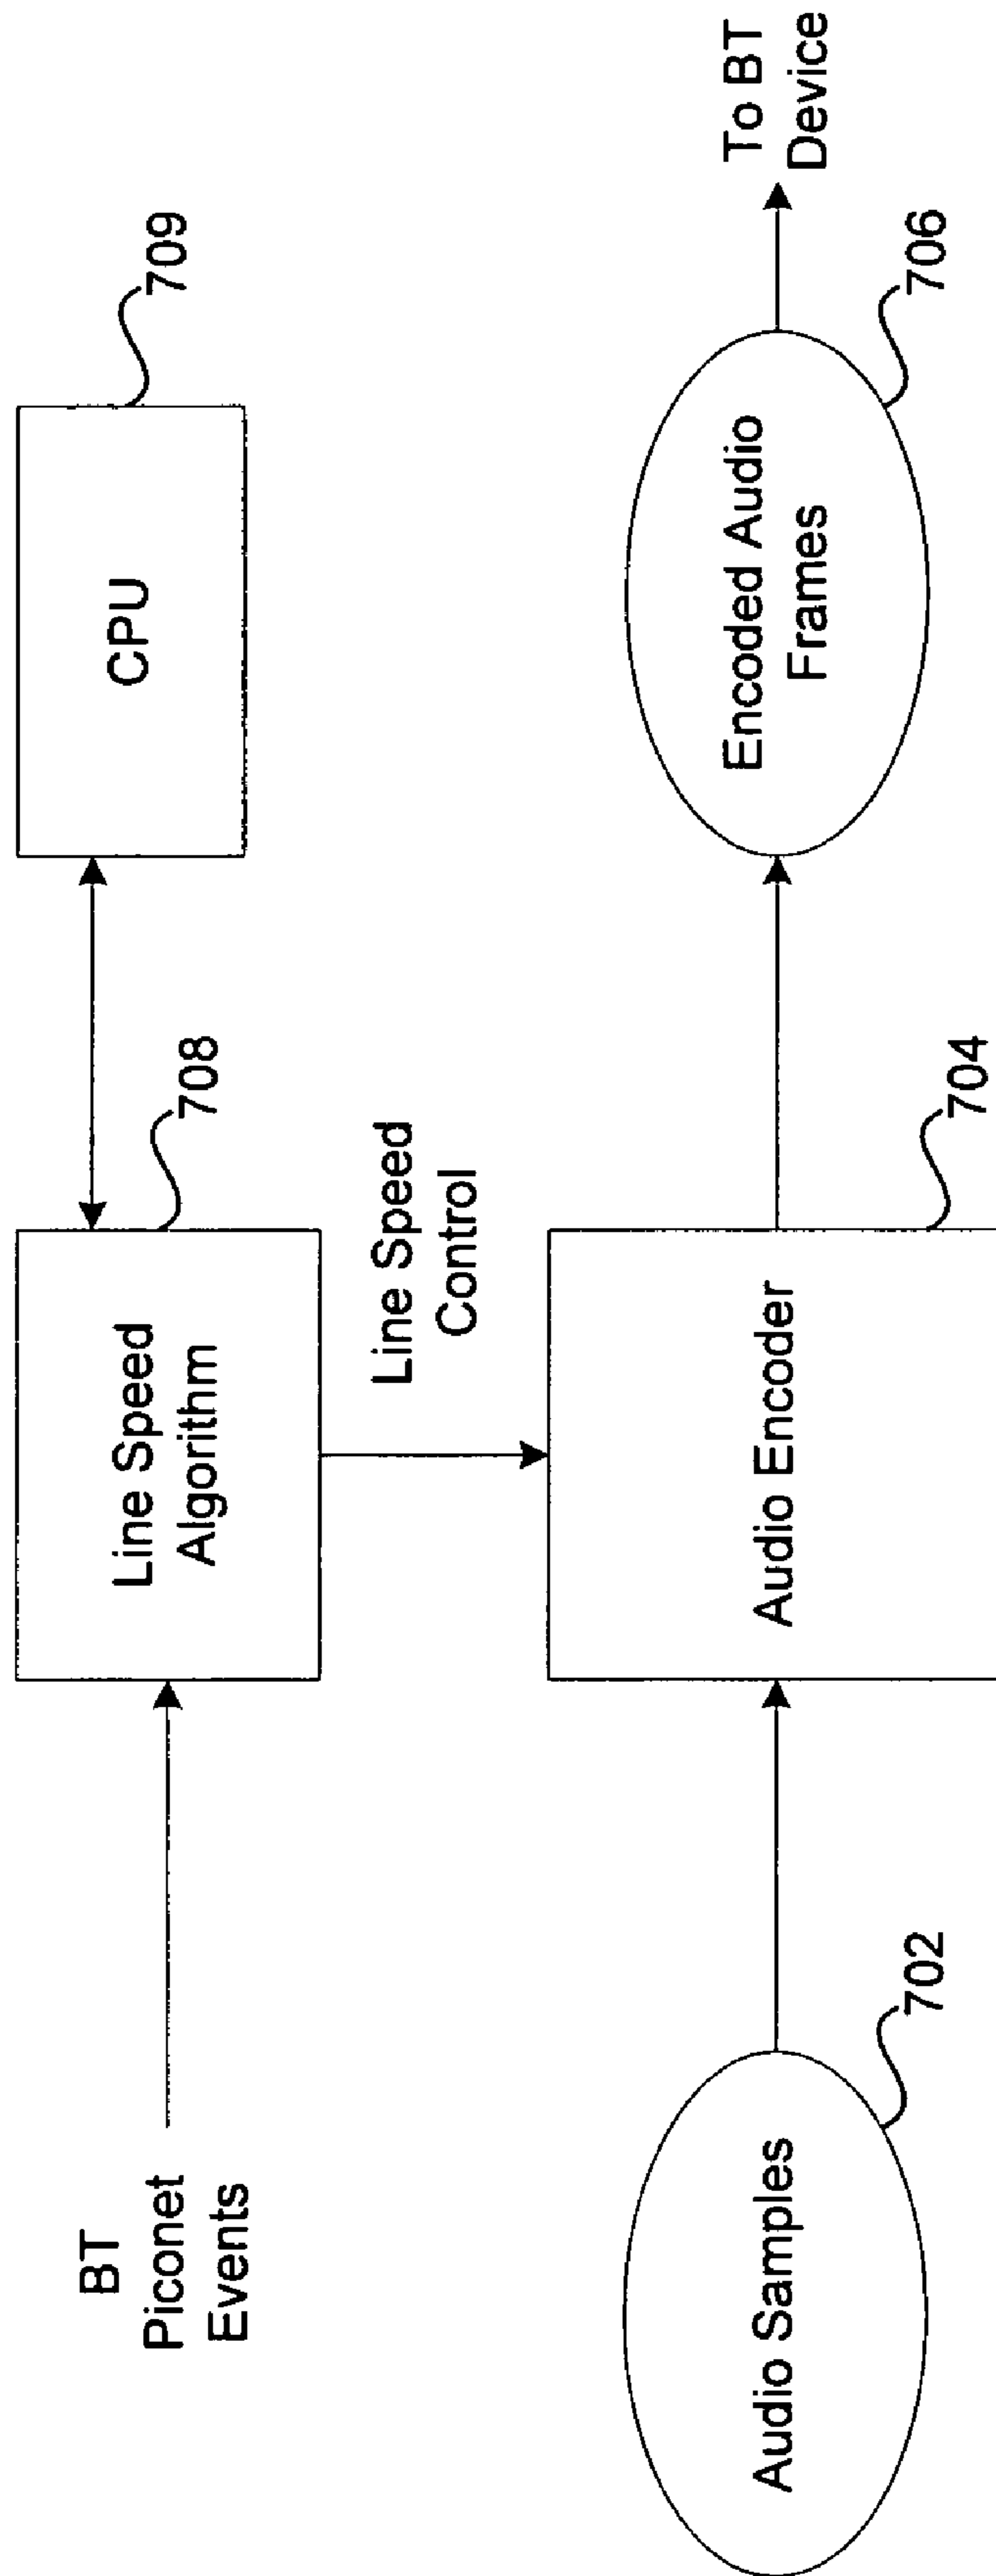 BT
Piconet
Events
Line Speed
Algorithm
708
CPU
709
Line Speed
Control
Audio Samples
702
Audio Encoder
704
Encoded Audio
Frames
706
To BT
Device